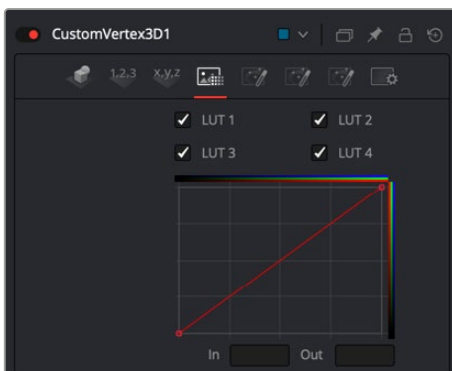 CustomVertex3D1
1,2,3 X,y,Z
LUT 1 LUT 2
LUT 3 LUT 4
In Out